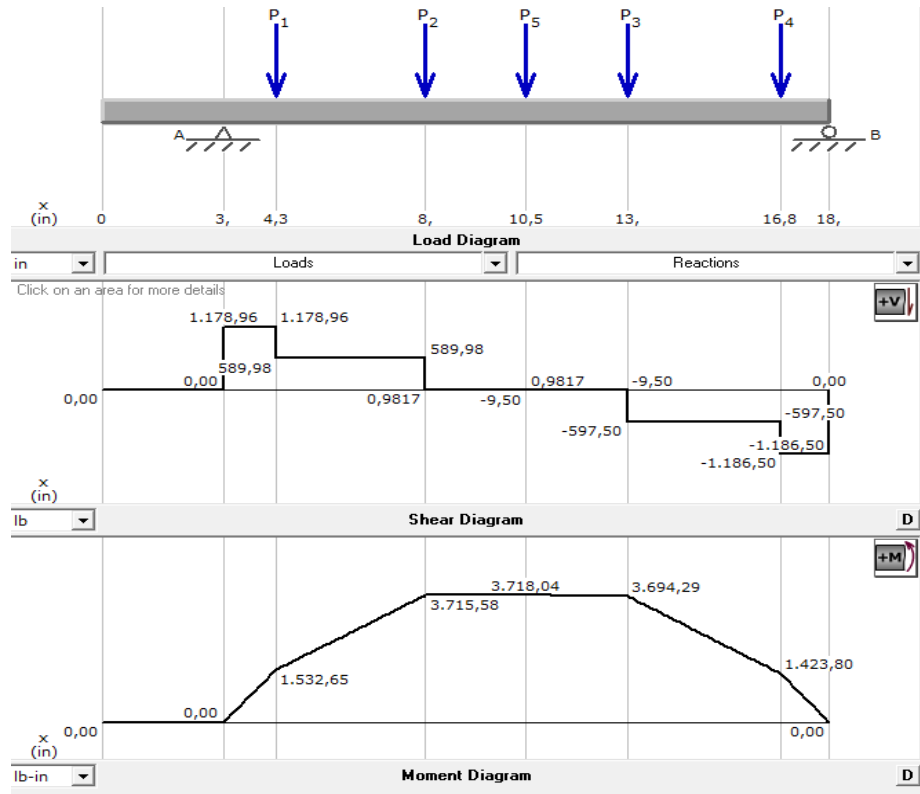 P1 P2 P5 P3 P4
A B
x
(in) 0 3, 4,3 8, 10,5 13, 16,8 18,
Load Diagram
in Loads Reactions
Click on an area for more details
+V
1.178,96 1.178,96
589,98
0,00 589,98 0,9817 -9,50 0,00
0,00 0,9817 -9,50 -597,50
-597,50
-1.186,50
-1.186,50
x
(in)
lb Shear Diagram D
+M
3.718,04 3.694,29
3.715,58
1.423,80
1.532,65
0,00
0,00 0,00
x
(in)
lb-in Moment Diagram D